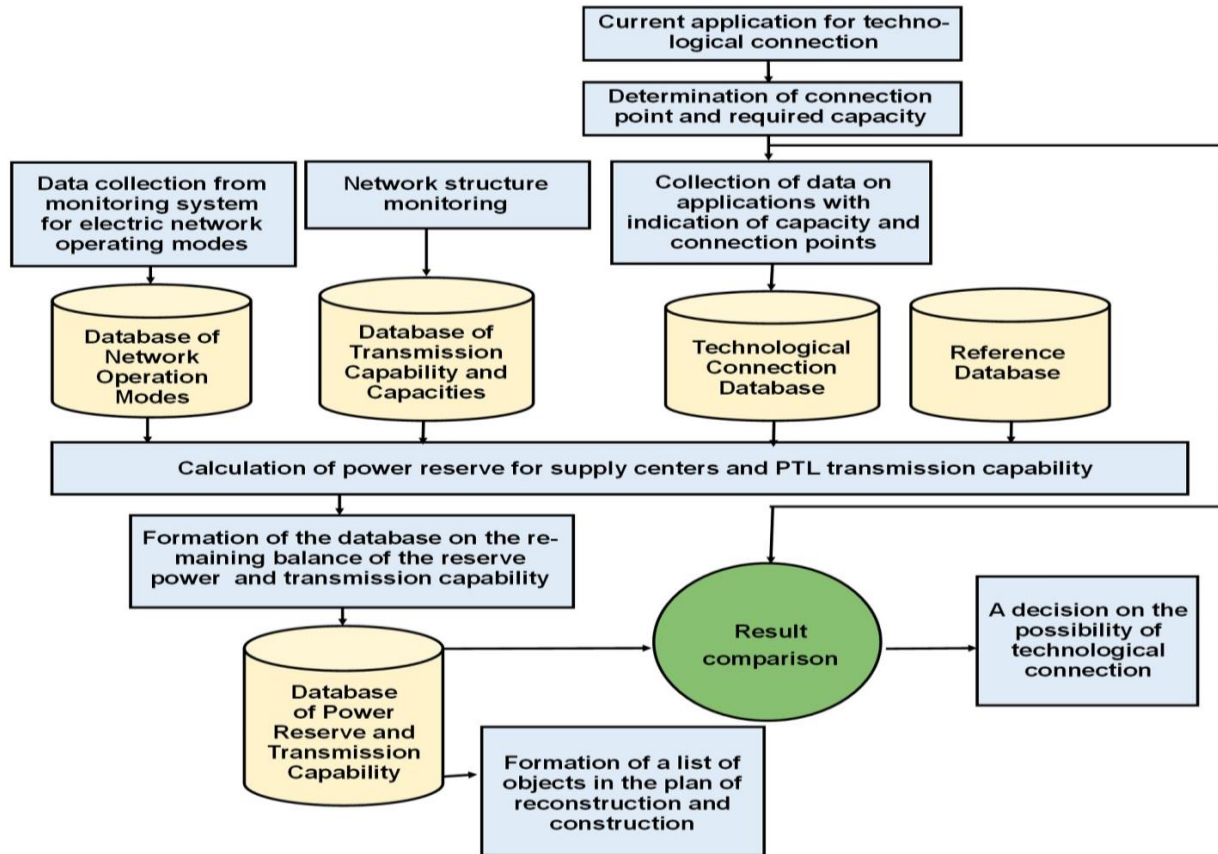 Current application for techno-
logical connection
Determination of connection
point and required capacity
Data collection from
monitoring system
for electric network
operating modes
Network structure
monitoring
Collection of data on
applications with
indication of capacity and
connection points
Database of
Network
Operation
Modes
Database of
Transmission
Capability and
Capacities
Technological
Connection
Database
Reference
Database
Calculation of power reserve for supply centers and PTL transmission capability
Formation of the database on the re-
maining balance of the reserve
power and transmission capability
Result
comparison
A decision on the
possibility of
technological
connection
Database
of Power
Reserve and
Transmission
Capability
Formation of a list of
objects in the plan of
reconstruction and
construction